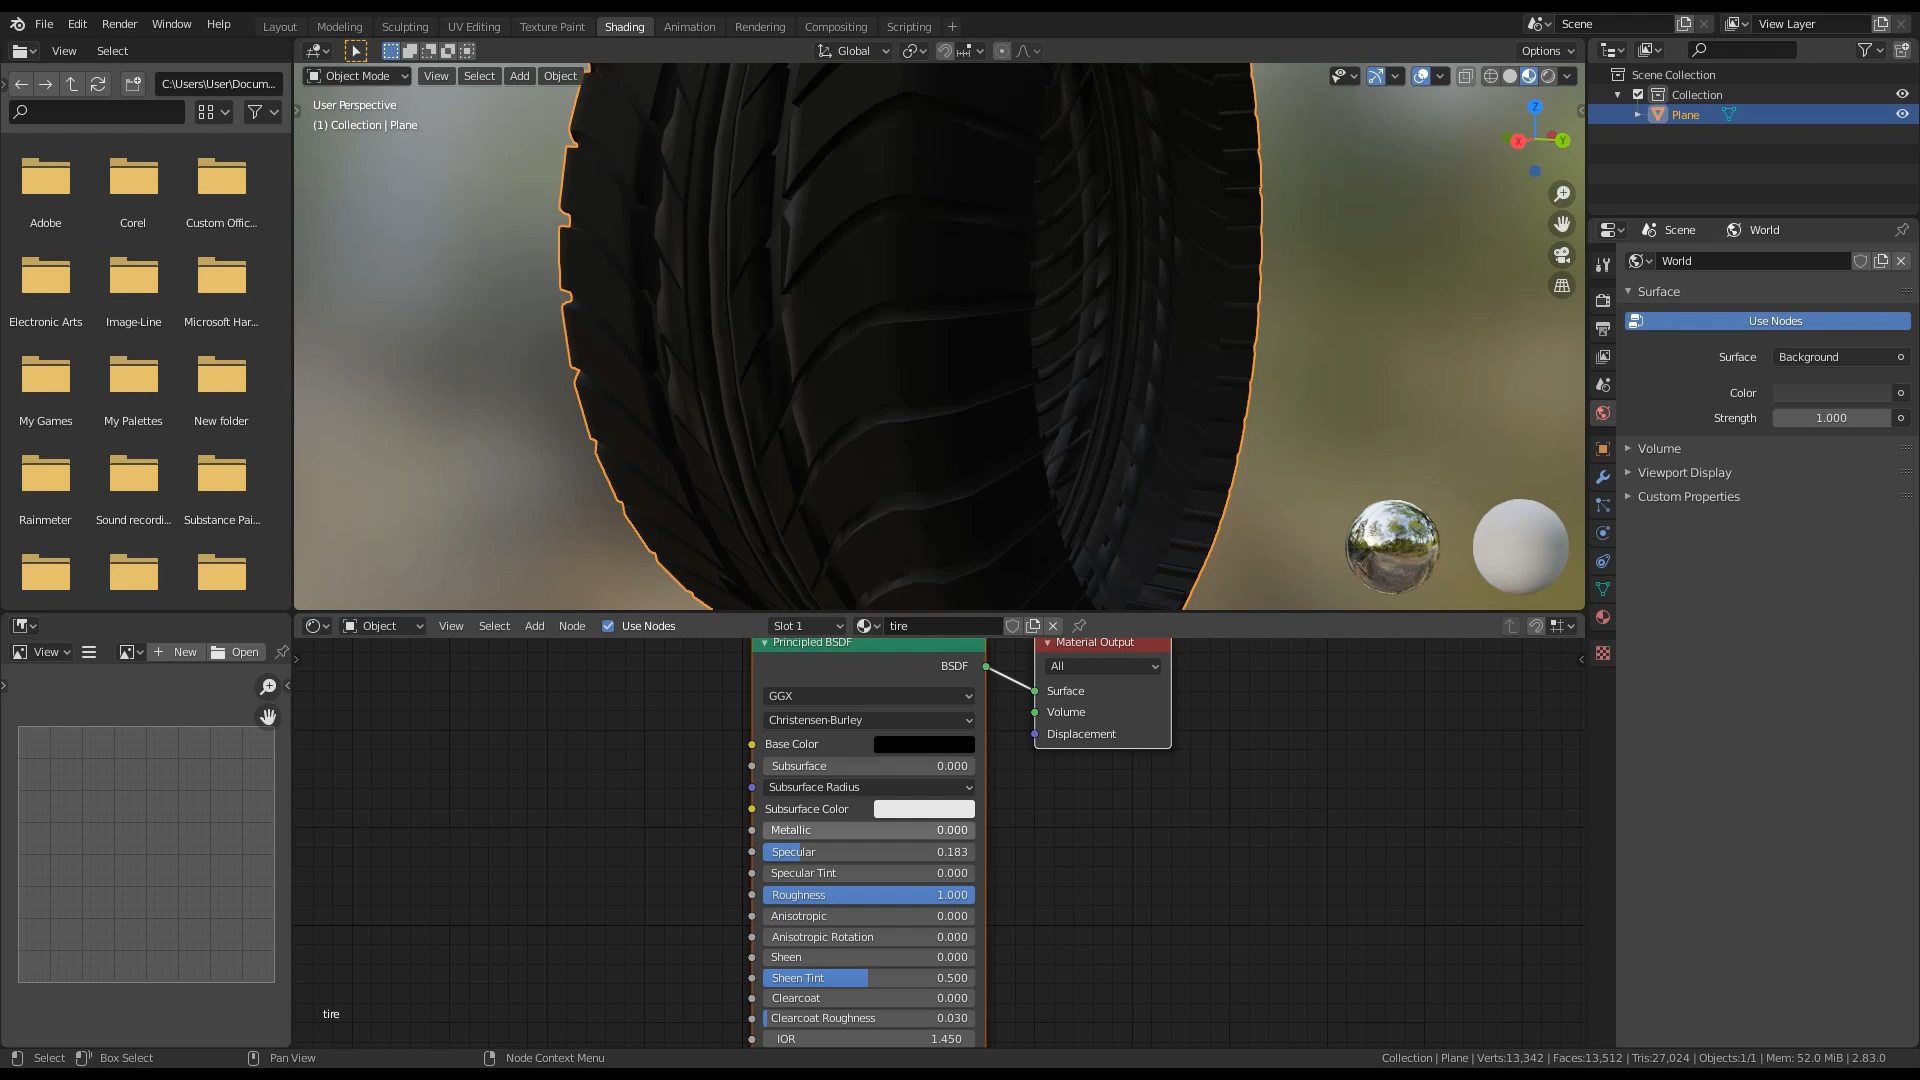 File Edit Render Window Help Layout Modeling Sculpting UV Editing Texture Paint Shading Animation Rendering Compositing Scripting + Scene View Layer
View Select Global Options
C:\Users\User\Docum... Object Mode View Select Add Object
User Perspective
(1) Collection | Plane
Adobe Corel Custom Offic...
Electronic Arts Image-Line Microsoft Har...
My Games My Palettes New folder
Rainmeter Sound recordi... Substance Pai...
Z
X Y
Scene Collection
Collection
Plane
Scene World
World
Surface
Use Nodes
Surface Background
Color
Strength 1.000
Volume
Viewport Display
Custom Properties
Object View Select Add Node Use Nodes Slot 1 tire
View New Open
Principled BSDF
BSDF
GGX
Christensen-Burley
Base Color
Subsurface 0.000
Subsurface Radius
Subsurface Color
Metallic 0.000
Specular 0.183
Specular Tint 0.000
Roughness 1.000
Anisotropic 0.000
Anisotropic Rotation 0.000
Sheen 0.000
Sheen Tint 0.500
Clearcoat 0.000
Clearcoat Roughness 0.030
IOR 1.450
Material Output
All
Surface
Volume
Displacement
tire
Select Box Select Pan View Node Context Menu Collection | Plane | Verts:13,342 | Faces:13,512 | Tris:27,024 | Objects:1/1 | Mem: 52.0 MiB | 2.83.0